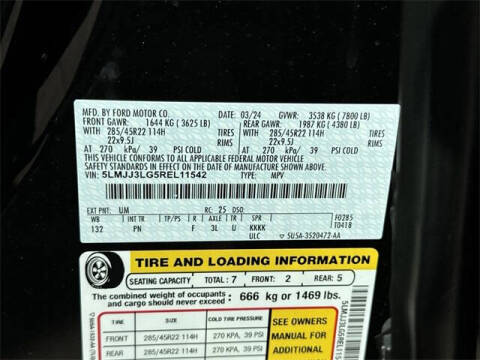 MFD. BY FORD MOTOR CO. 03/24 GVWR: 3538 KG ( 7800 LB)
FRONT GAWR: 1644 KG ( 3625 LB) REAR GAWR: 1987 KG ( 4380 LB)
WITH 285/45R22 114H TIRES WITH 285/45R22 114H TIRES
22x9.5J RIMS 22x9.5J RIMS
AT 270 kPa/ 39 PSI COLD AT 270 kPa/ 39 PSI COLD
THIS VEHICLE CONFORMS TO ALL APPLICABLE FEDERAL MOTOR VEHICLE
SAFETY STANDARDS IN EFFECT ON THE DATE OF MANUFACTURE SHOWN ABOVE.
VIN: 5LMJJ3LG5REL11542 TYPE: MPV
EXT PNT: UM RC: 25 DSO:
WB INT TR TP/PS R AXLE TR SPR F0285
132 PN F 3L U KKKK T0418
ULC 5U5A-3520472-AA
TIRE AND LOADING INFORMATION
SEATING CAPACITY TOTAL : 7 FRONT: 2 REAR: 5
The combined weight of occupants and cargo should never exceed : 666 kg or 1469 lbs.
TIRE SIZE COLD TIRE PRESSURE SEE OWNERS
FRONT 285/45R22 114H 270 KPA, 39 PSI MANUAL FOR
REAR 285/45R22 114H 270 KPA, 39 PSI ADDITIONAL
5LMJJ3LG5REL115